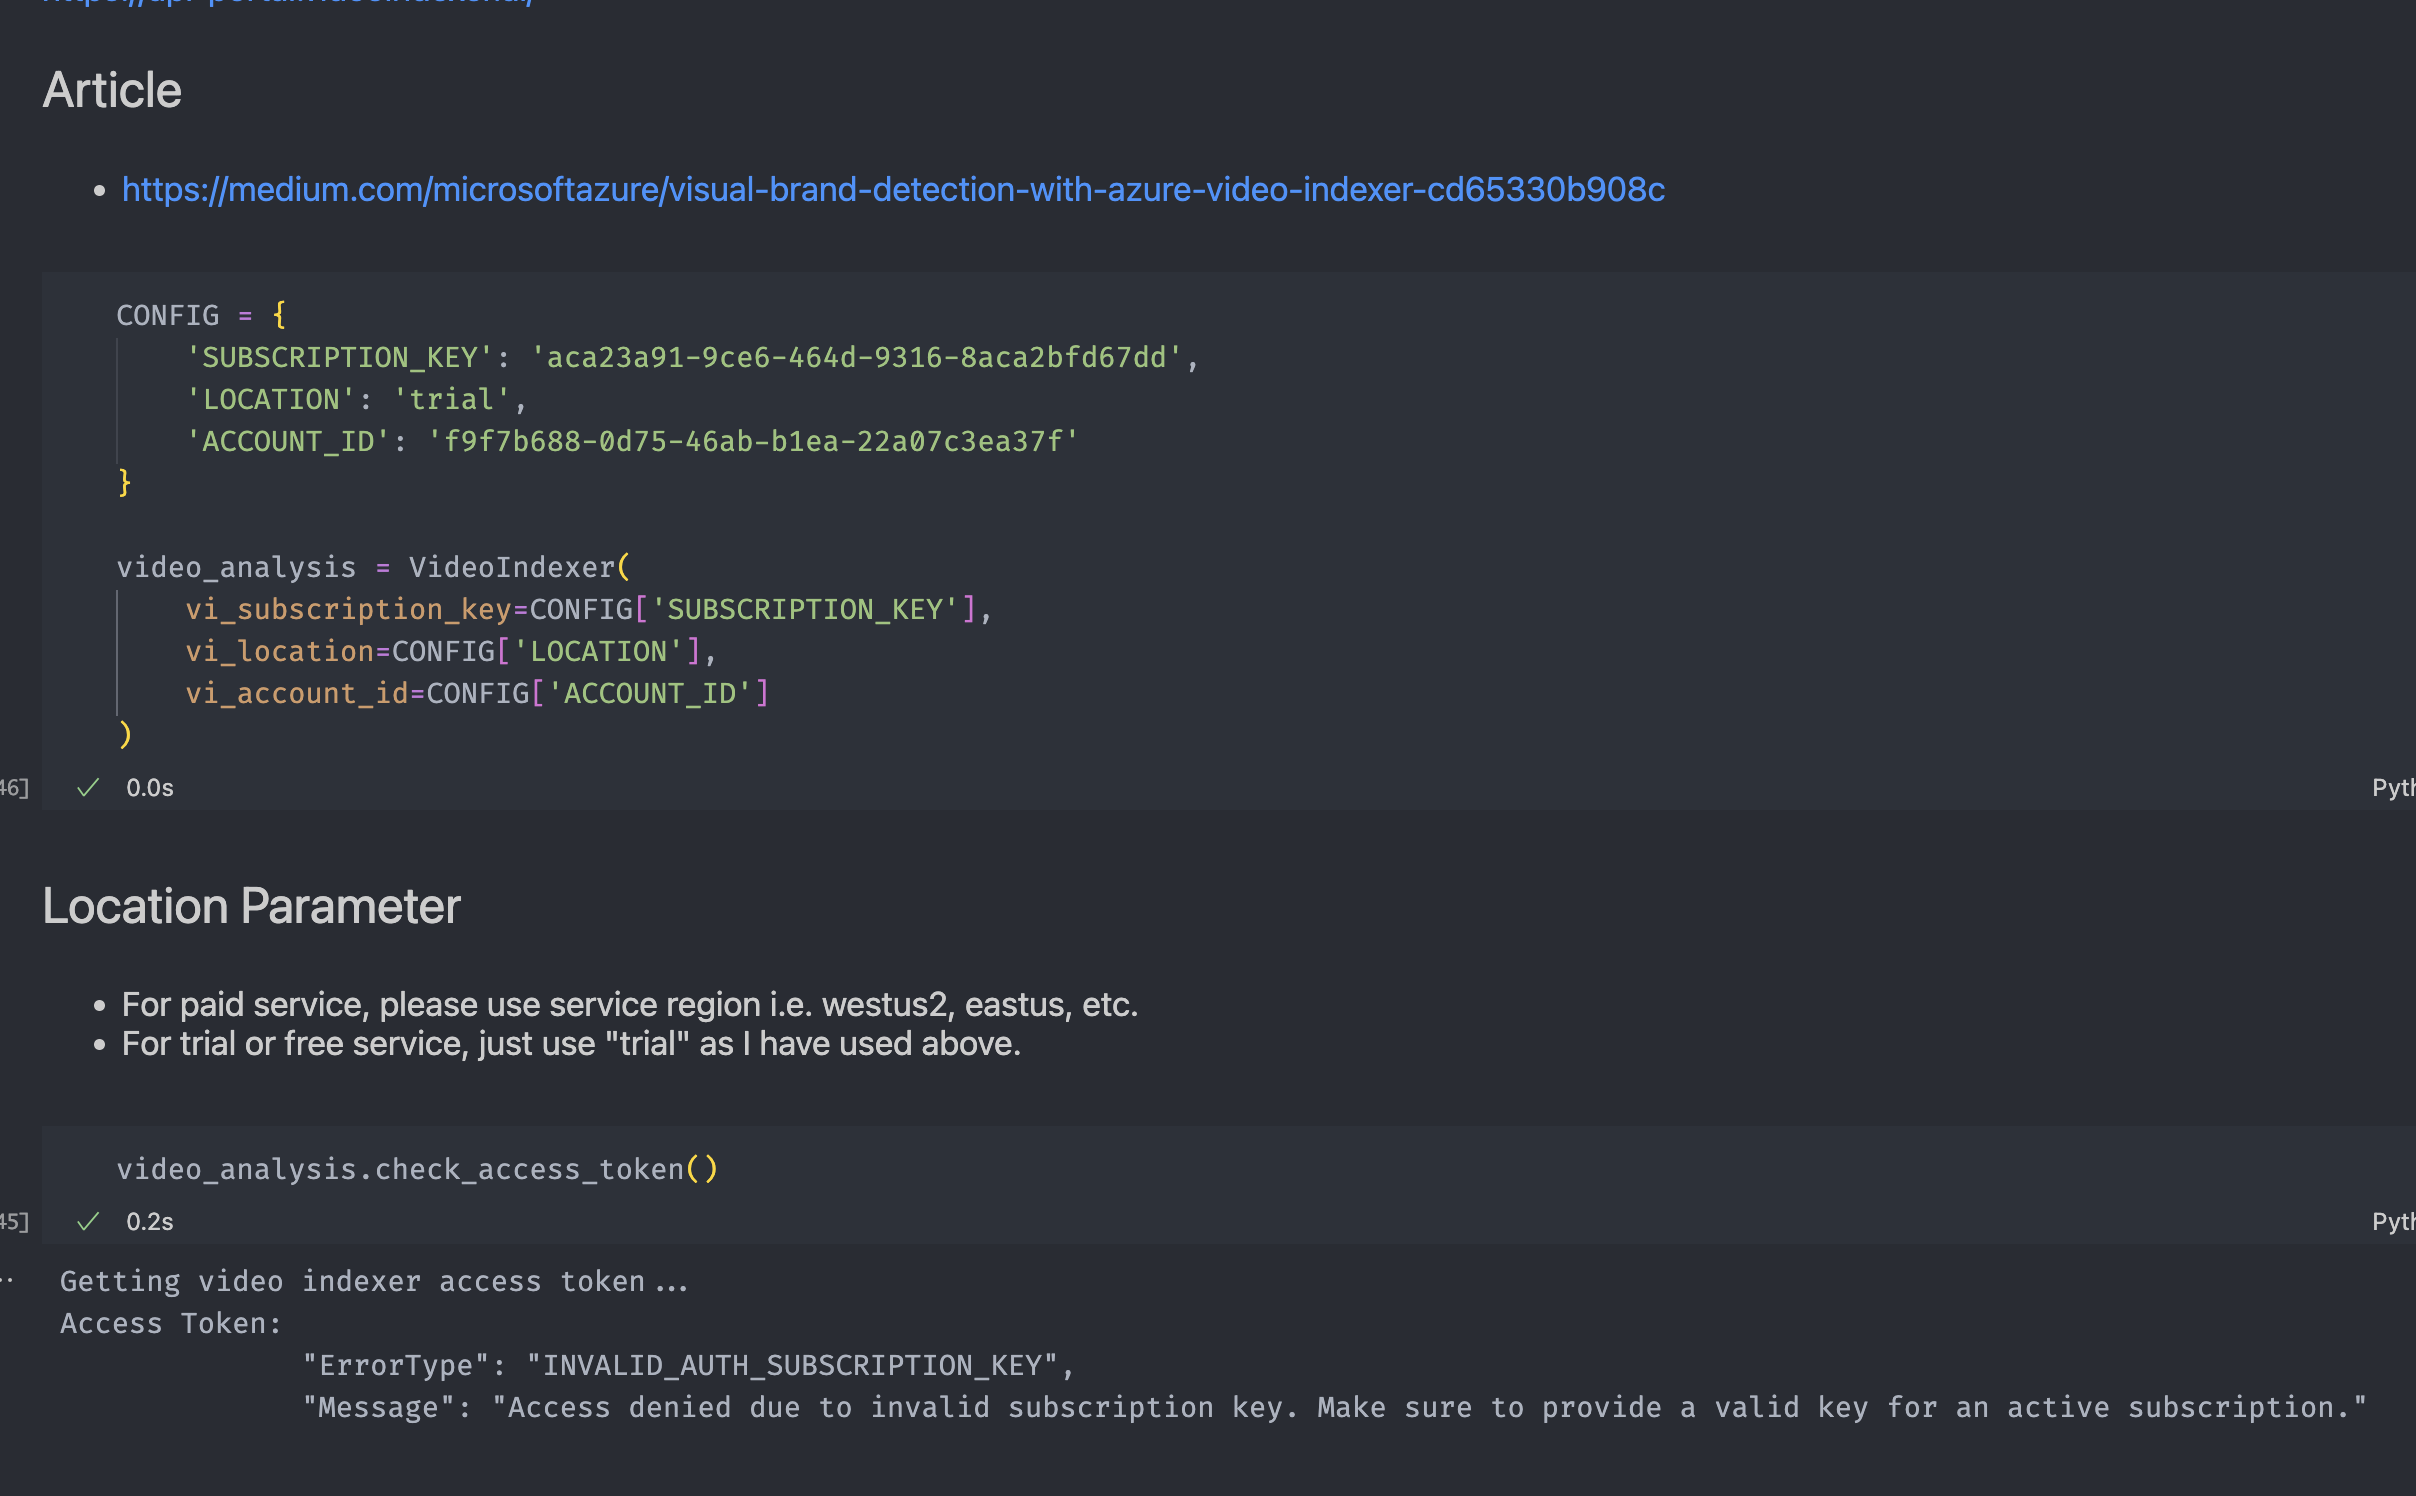 Article
• https://medium.com/microsoftazure/visual-brand-detection-with-azure-video-indexer-cd65330b908c
CONFIG = {
    'SUBSCRIPTION_KEY': 'aca23a91-9ce6-464d-9316-8aca2bfd67dd',
    'LOCATION': 'trial',
    'ACCOUNT_ID': 'f9f7b688-0d75-46ab-b1ea-22a07c3ea37f'
}
video_analysis = VideoIndexer(
    vi_subscription_key=CONFIG['SUBSCRIPTION_KEY'],
    vi_location=CONFIG['LOCATION'],
    vi_account_id=CONFIG['ACCOUNT_ID']
)
46] ✓ 0.0s Pyth
Location Parameter
• For paid service, please use service region i.e. westus2, eastus, etc.
• For trial or free service, just use "trial" as I have used above.
video_analysis.check_access_token()
45] ✓ 0.2s Pyth
Getting video indexer access token...
Access Token:
"ErrorType": "INVALID_AUTH_SUBSCRIPTION_KEY",
"Message": "Access denied due to invalid subscription key. Make sure to provide a valid key for an active subscription."